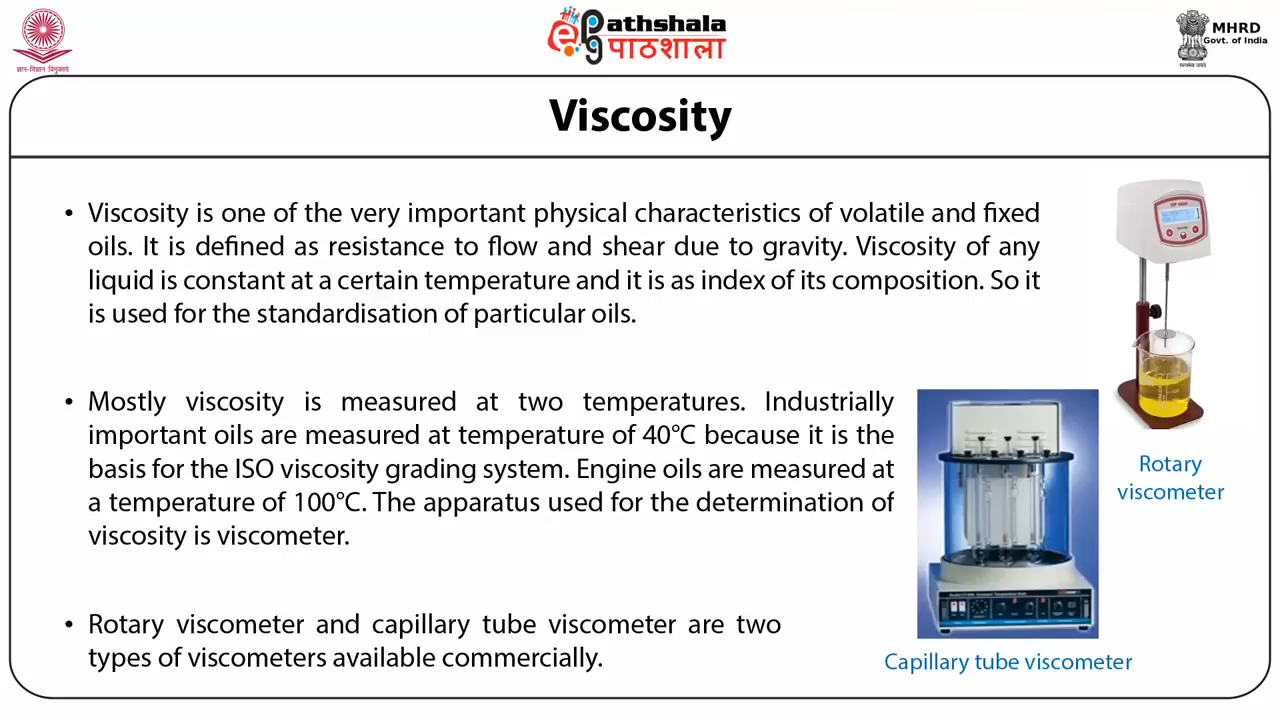 ज्ञान-विज्ञान विमुक्तये
ePathshala
पाठशाला
MHRD
Govt. of India
सत्यमेव जयते
Viscosity
• Viscosity is one of the very important physical characteristics of volatile and fixed
oils. It is defined as resistance to flow and shear due to gravity. Viscosity of any
liquid is constant at a certain temperature and it is as index of its composition. So it
is used for the standardisation of particular oils.
• Mostly viscosity is measured at two temperatures. Industrially
important oils are measured at temperature of 40°C because it is the
basis for the ISO viscosity grading system. Engine oils are measured at
a temperature of 100°C. The apparatus used for the determination of
viscosity is viscometer.
Rotary
viscometer
• Rotary viscometer and capillary tube viscometer are two
types of viscometers available commercially.
Capillary tube viscometer